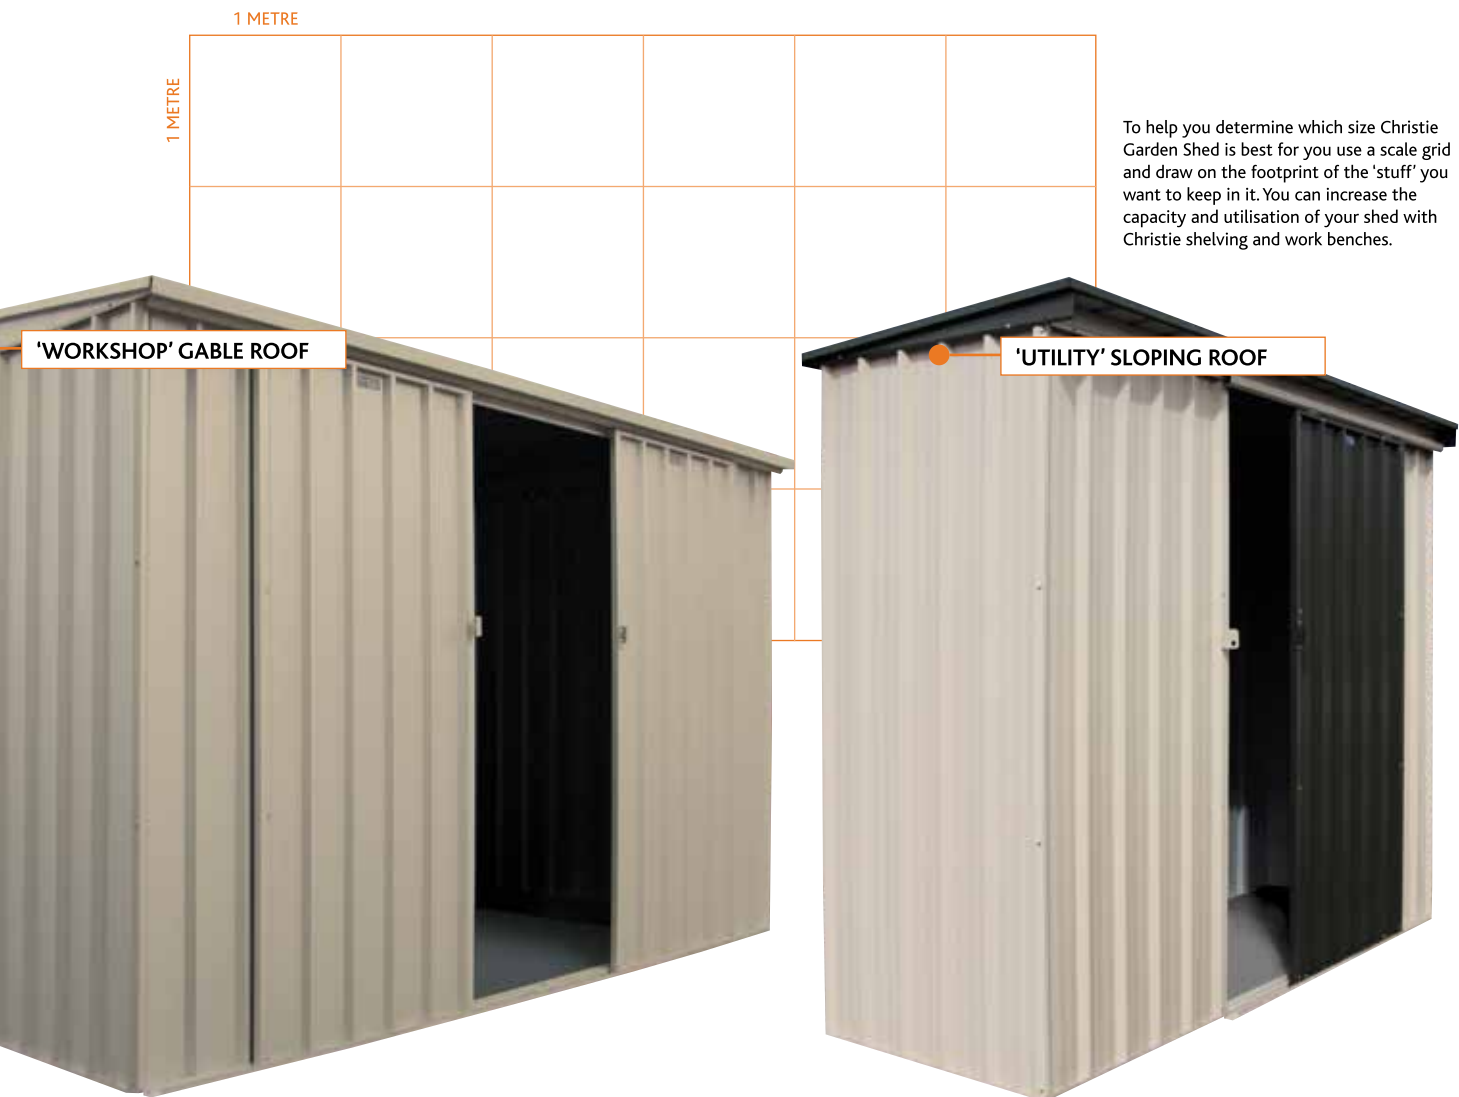 1 METRE
1 METRE
To help you determine which size Christie
Garden Shed is best for you use a scale grid
and draw on the footprint of the ‘stuff’ you
want to keep in it. You can increase the
capacity and utilisation of your shed with
Christie shelving and work benches.
‘WORKSHOP’ GABLE ROOF
‘UTILITY’ SLOPING ROOF